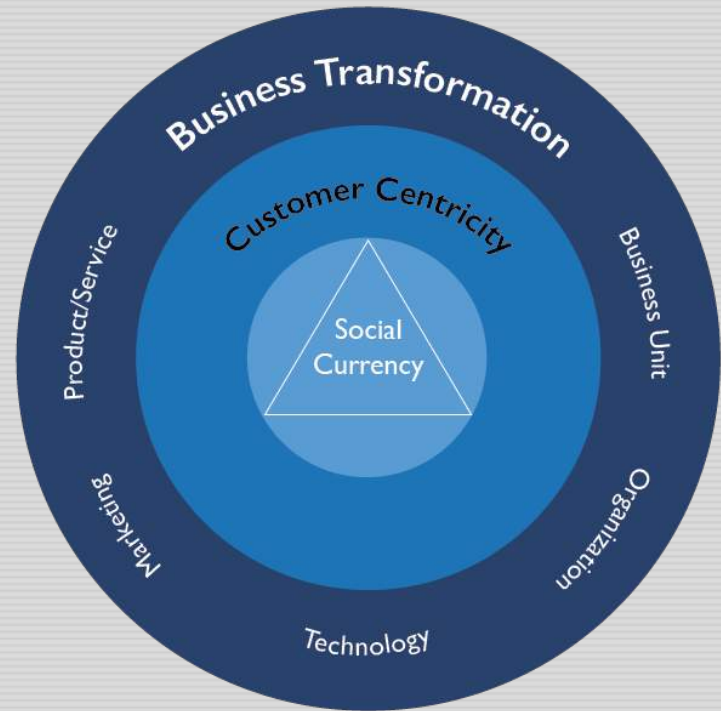 Business Transformation
Customer Centricity
Social
Currency
Product/Service
Business Unit
Marketing
Organization
Technology